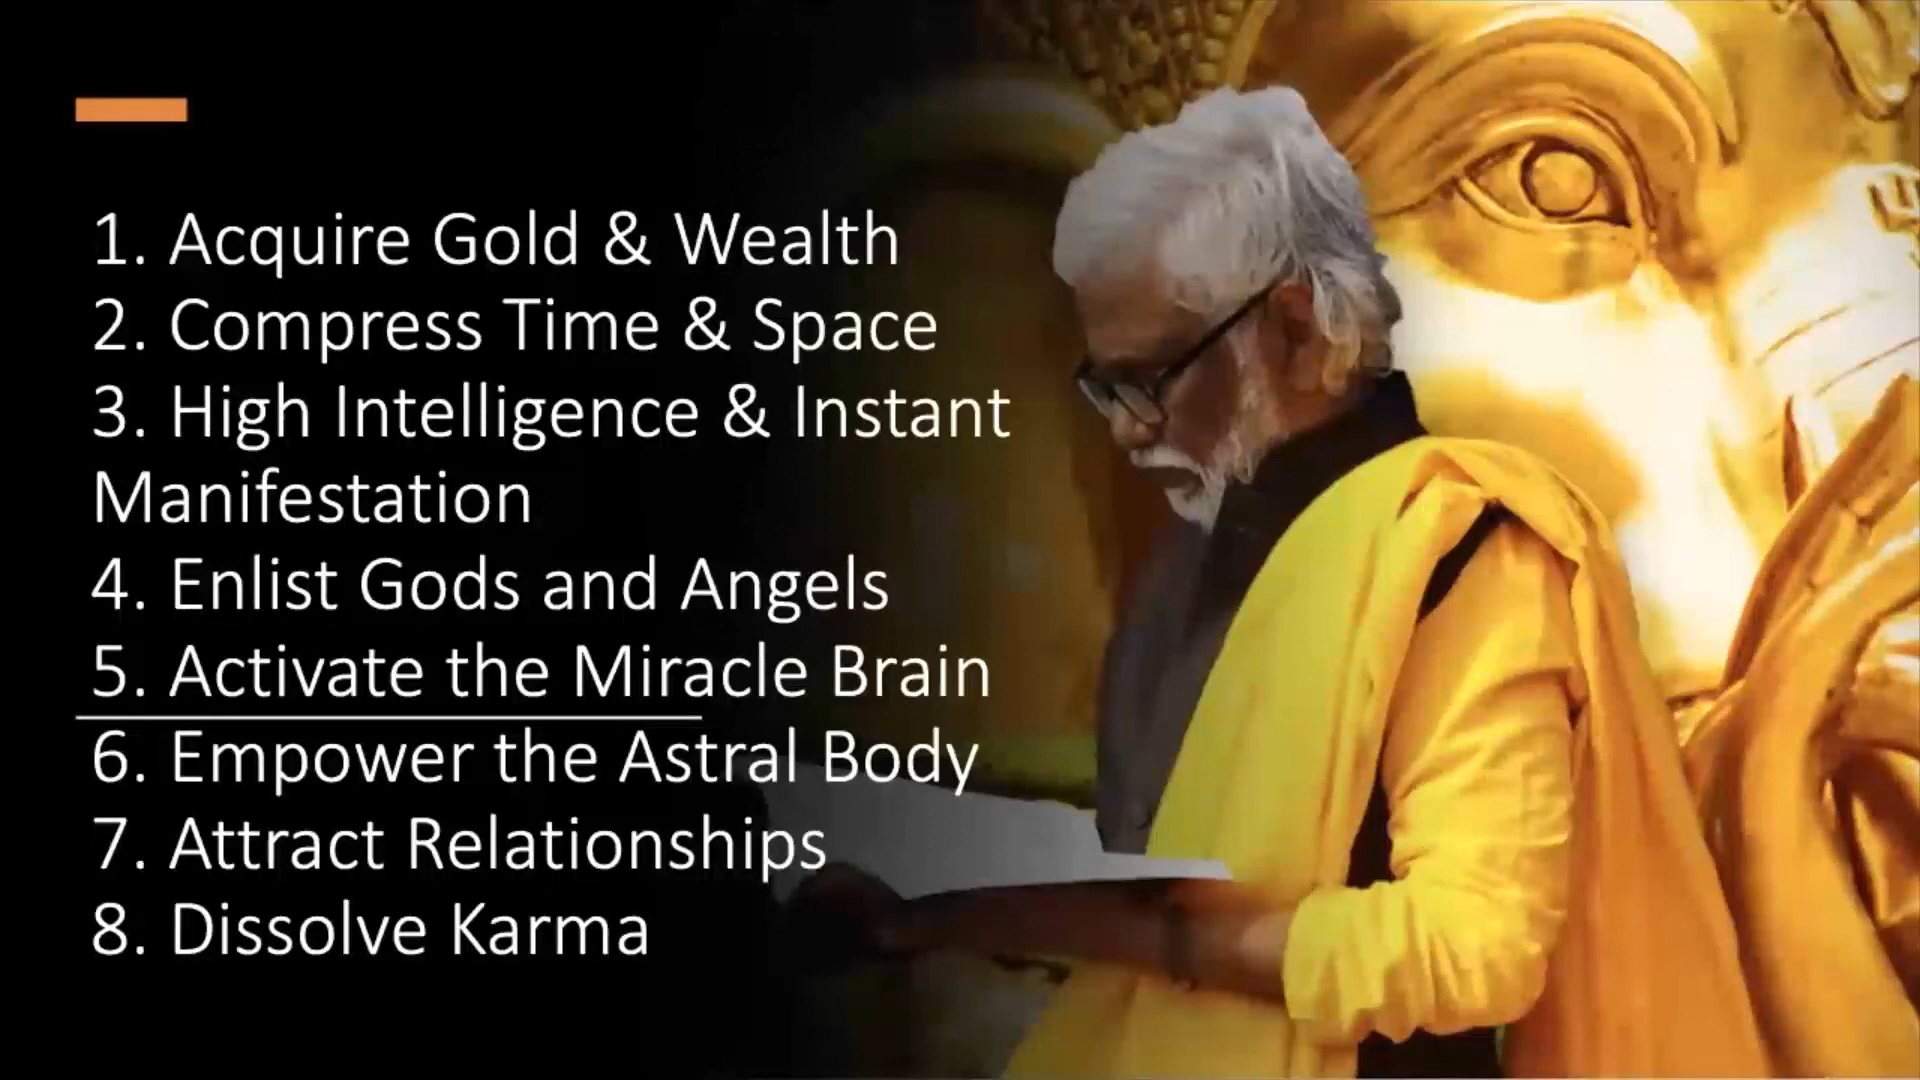 1. Acquire Gold & Wealth
2. Compress Time & Space
3. High Intelligence & Instant
Manifestation
4. Enlist Gods and Angels
5. Activate the Miracle Brain
6. Empower the Astral Body
7. Attract Relationships
8. Dissolve Karma